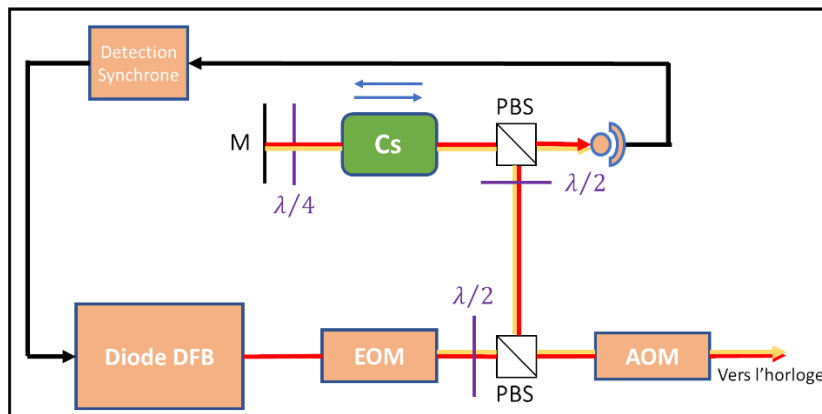 Detection
Synchrone
PBS
M
Cs
λ/4
λ/2
λ/2
Diode DFB
EOM
AOM
PBS
Vers l'horloge